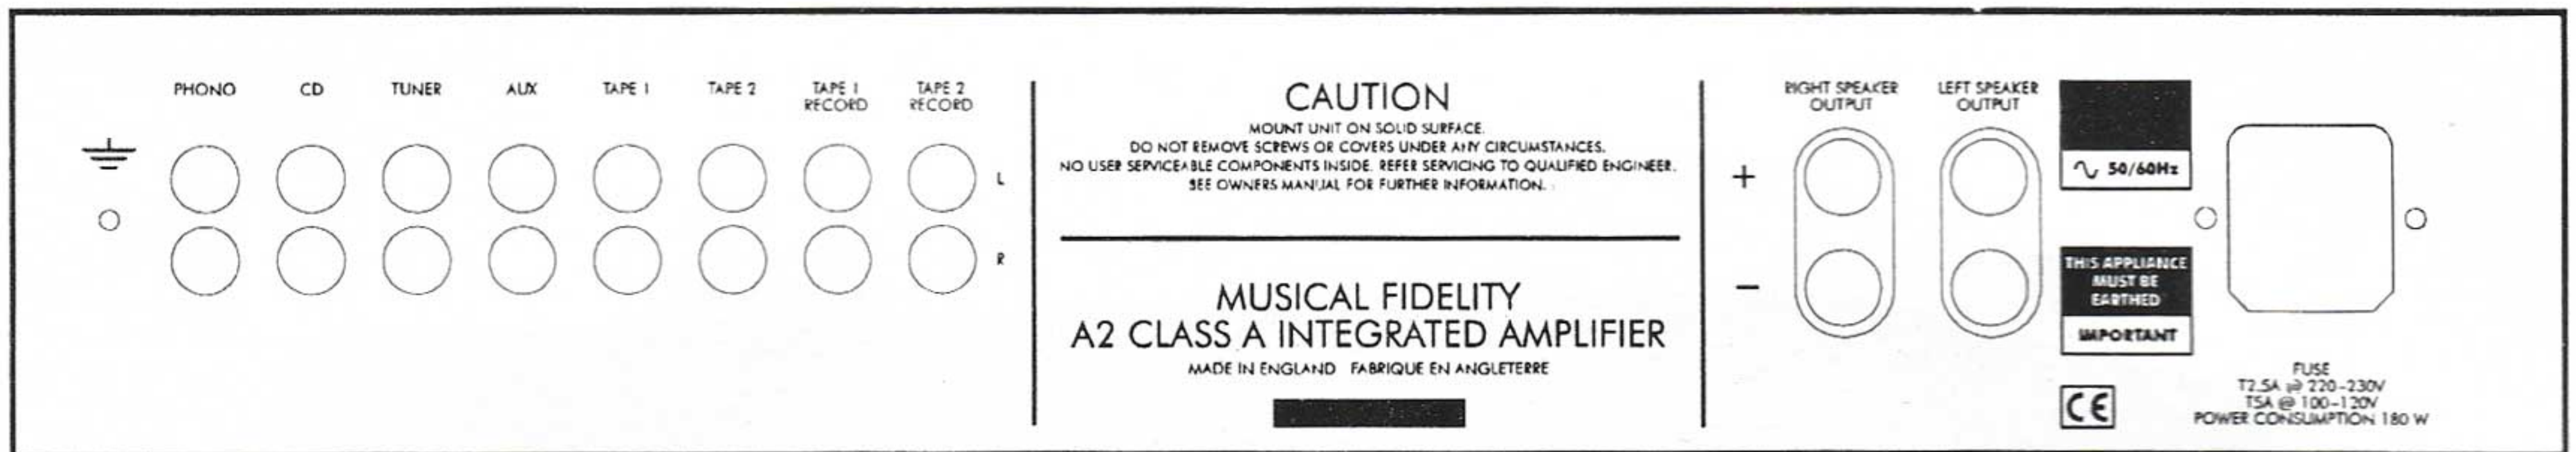 PHONO
CD
TUNER
AUX
TAPE 1
TAPE 2
TAPE 1
RECORD
TAPE 2
RECORD
L
R
CAUTION
MOUNT UNIT ON SOLID SURFACE.
DO NOT REMOVE SCREWS OR COVERS UNDER ANY CIRCUMSTANCES.
NO USER SERVICEABLE COMPONENTS INSIDE. REFER SERVICING TO QUALIFIED ENGINEER.
SEE OWNERS MANUAL FOR FURTHER INFORMATION.
MUSICAL FIDELITY
A2 CLASS A INTEGRATED AMPLIFIER
MADE IN ENGLAND FABRIQUE EN ANGLETERRE
RIGHT SPEAKER
OUTPUT
LEFT SPEAKER
OUTPUT
+
−
50/60Hz
THIS APPLIANCE
MUST BE
EARTHED
IMPORTANT
CE
FUSE
T2.5A @ 220-230V
T5A @ 100-120V
POWER CONSUMPTION 180 W